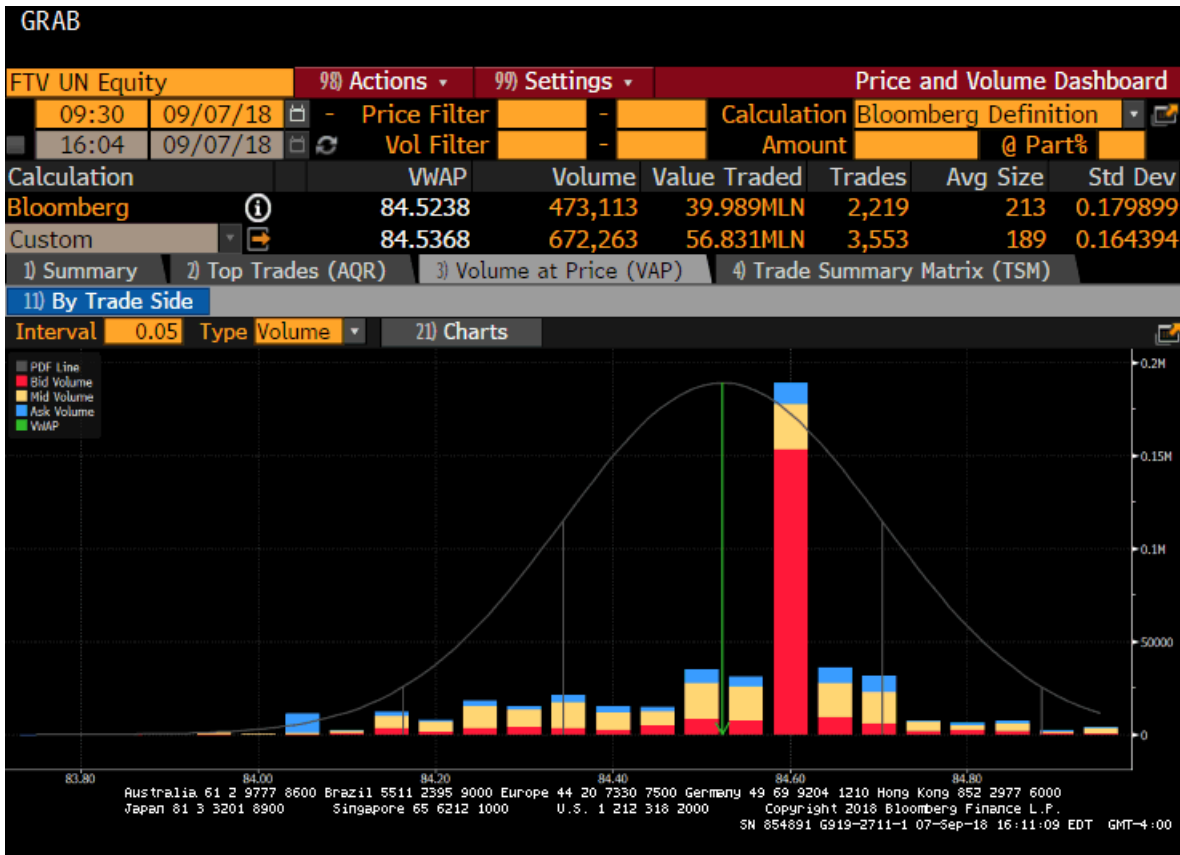 GRAB
FTV UN Equity 98) Actions 99) Settings Price and Volume Dashboard
09:30 09/07/18 - Price Filter - Calculation Bloomberg Definition
16:04 09/07/18 Vol Filter - Amount @ Part%
Calculation VWAP Volume Value Traded Trades Avg Size Std Dev
Bloomberg 84.5238 473,113 39.989MLN 2,219 213 0.179899
Custom 84.5368 672,263 56.831MLN 3,553 189 0.164394
1) Summary 2) Top Trades (AQR) 3) Volume at Price (VAP) 4) Trade Summary Matrix (TSM)
11) By Trade Side
Interval 0.05 Type Volume 21) Charts
PDF Line
Bid Volume
Mid Volume
Ask Volume
VWAP
0.2M
0.15M
0.1M
50000
0
83.80 84.00 84.20 84.40 84.60 84.80
Australia 61 2 9777 8600 Brazil 5511 2395 9000 Europe 44 20 7330 7500 Germany 49 69 9204 1210 Hong Kong 852 2977 6000
Japan 81 3 3201 8900 Singapore 65 6212 1000 U.S. 1 212 318 2000 Copyright 2018 Bloomberg Finance L.P.
SN 854891 G919-2711-1 07-Sep-18 16:11:09 EDT GMT-4:00